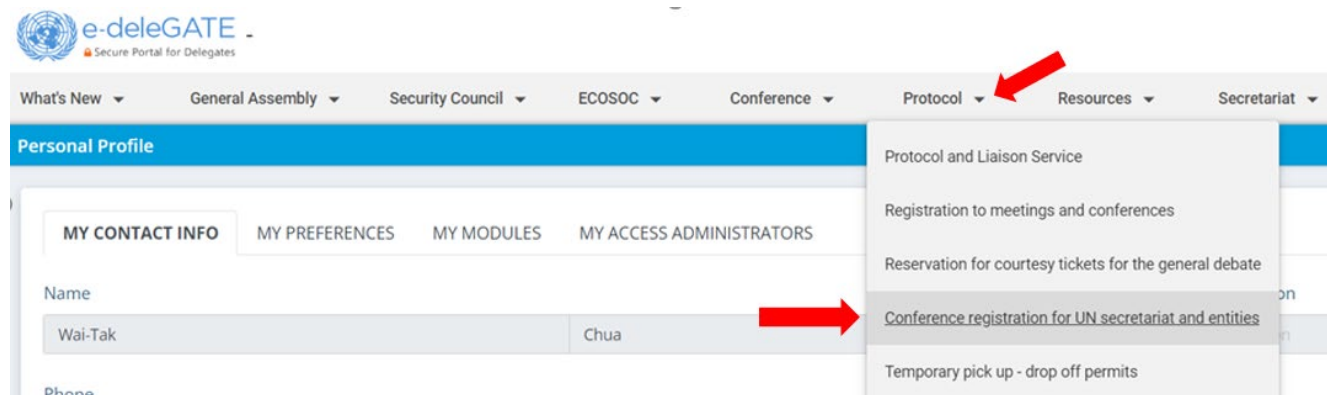 e-deleGATE -
Secure Portal for Delegates
What's New General Assembly Security Council ECOSOC Conference Protocol Resources Secretariat
Personal Profile
Protocol and Liaison Service
Registration to meetings and conferences
MY CONTACT INFO MY PREFERENCES MY MODULES MY ACCESS ADMINISTRATORS
Reservation for courtesy tickets for the general debate
Name
Conference registration for UN secretariat and entities
Wai-Tak Chua
Temporary pick up - drop off permits
Phone